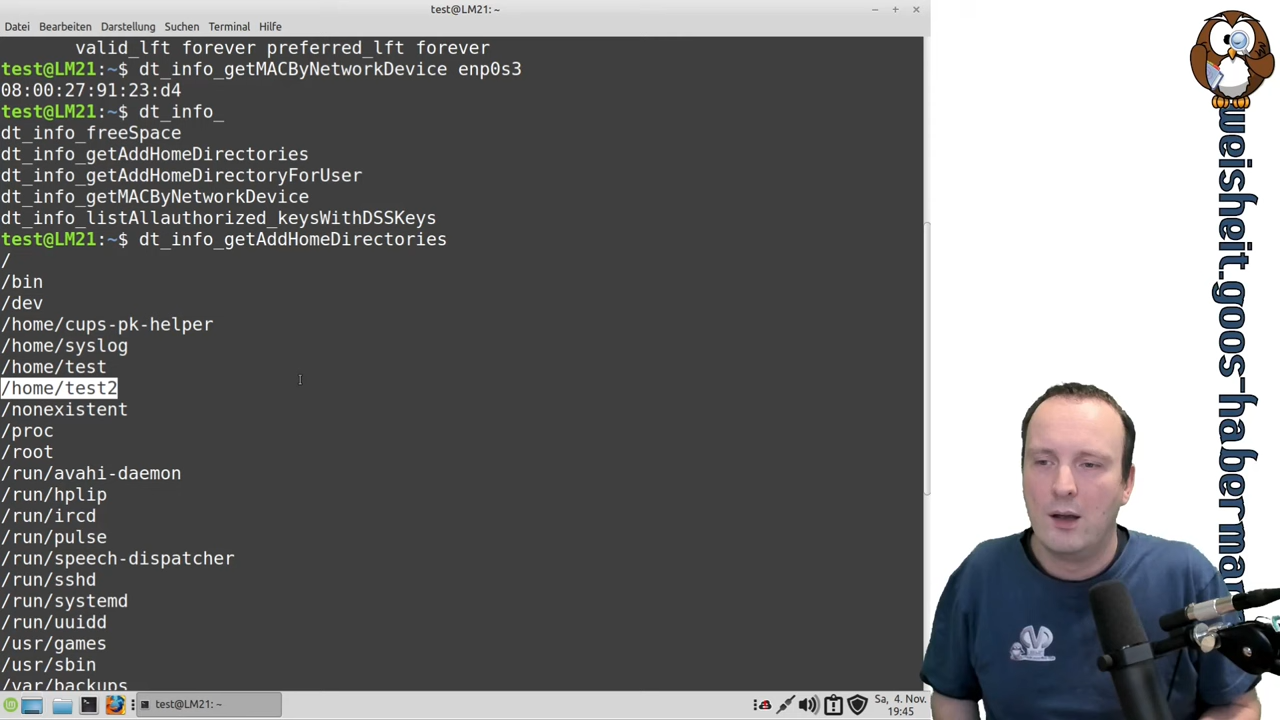 test@LM21: ~
Datei Bearbeiten Darstellung Suchen Terminal Hilfe
valid_lft forever preferred_lft forever
test@LM21:~$ dt_info_getMACByNetworkDevice enp0s3
08:00:27:91:23:d4
test@LM21:~$ dt_info_
dt_info_freeSpace
dt_info_getAddHomeDirectories
dt_info_getAddHomeDirectoryForUser
dt_info_getMACByNetworkDevice
dt_info_listAllauthorized_keysWithDSSKeys
test@LM21:~$ dt_info_getAddHomeDirectories
/
/bin
/dev
/home/cups-pk-helper
/home/syslog
/home/test
/home/test2
/nonexistent
/proc
/root
/run/avahi-daemon
/run/hplip
/run/ircd
/run/pulse
/run/speech-dispatcher
/run/sshd
/run/systemd
/run/uuidd
/usr/games
/usr/sbin
/var/backups
test@LM21: ~
Sa, 4. Nov.
19:45
weisheit.goos-haberma